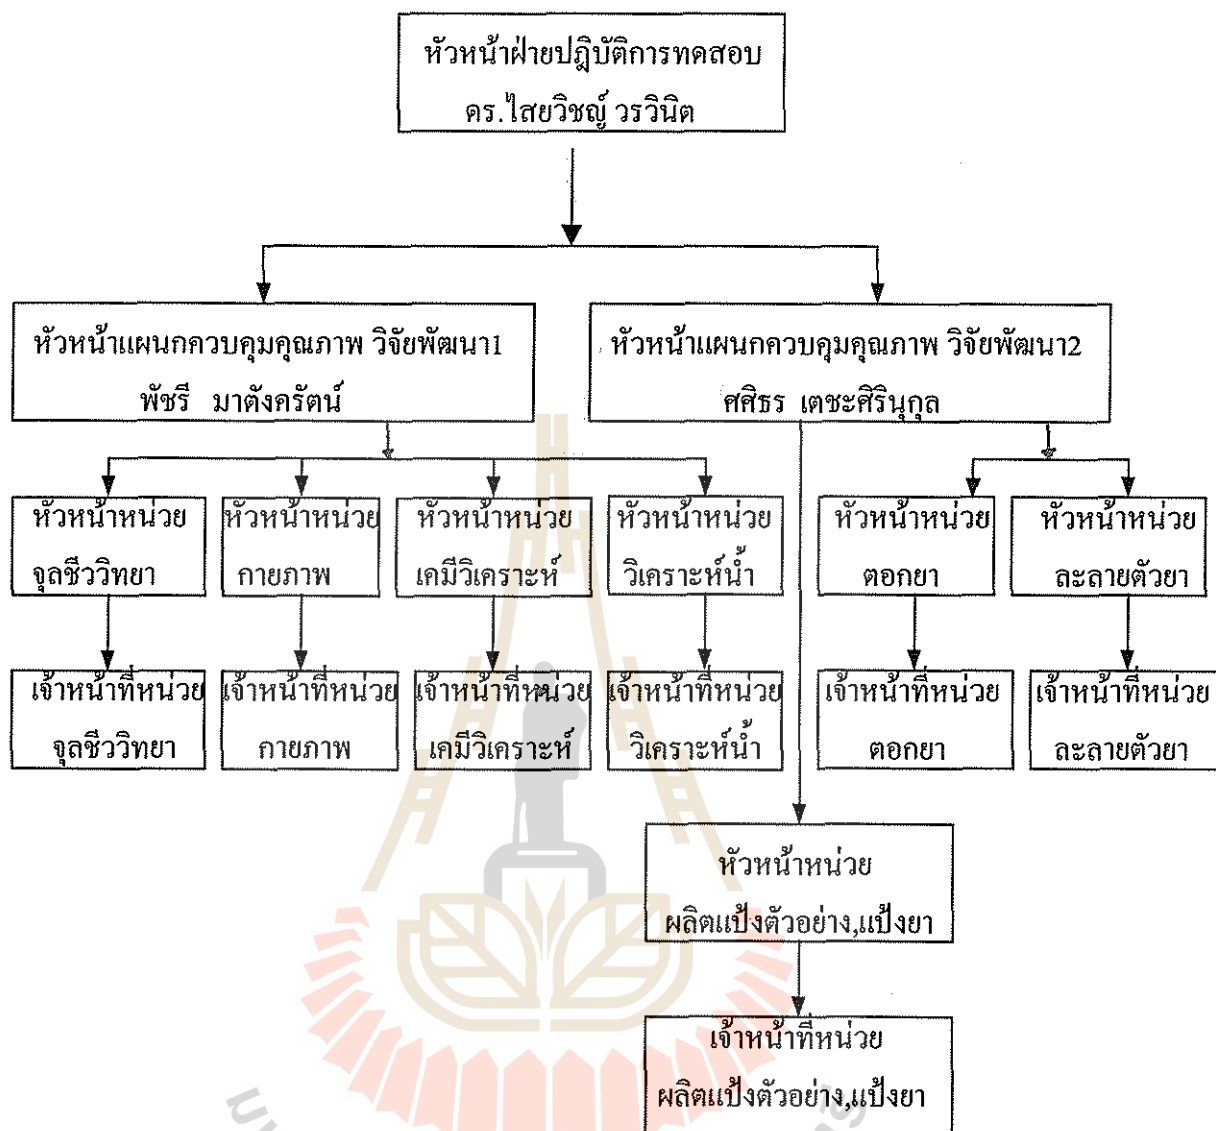 หัวหน้าฝ่ายปฎิบัติการทดสอบ
ดร.ไสยวิชญ์ วรวินิต
หัวหน้าแผนกควบคุมคุณภาพ วิจัยพัฒนา1
พัชรี มาตังครัตน์
หัวหน้าแผนกควบคุมคุณภาพ วิจัยพัฒนา2
ศศิธร เตชะศิรินุกุล
หัวหน้าหน่วย
จุลชีววิทยา
หัวหน้าหน่วย
กายภาพ
หัวหน้าหน่วย
เคมีวิเคราะห์
หัวหน้าหน่วย
วิเคราะห์น้ำ
หัวหน้าหน่วย
ตอกยา
หัวหน้าหน่วย
ละลายตัวยา
เจ้าหน้าที่หน่วย
จุลชีววิทยา
เจ้าหน้าที่หน่วย
กายภาพ
เจ้าหน้าที่หน่วย
เคมีวิเคราะห์
เจ้าหน้าที่หน่วย
วิเคราะห์น้ำ
เจ้าหน้าที่หน่วย
ตอกยา
เจ้าหน้าที่หน่วย
ละลายตัวยา
หัวหน้าหน่วย
ผลิตแป้งตัวอย่าง,แป้งยา
เจ้าหน้าที่หน่วย
ผลิตแป้งตัวอย่าง,แป้งยา